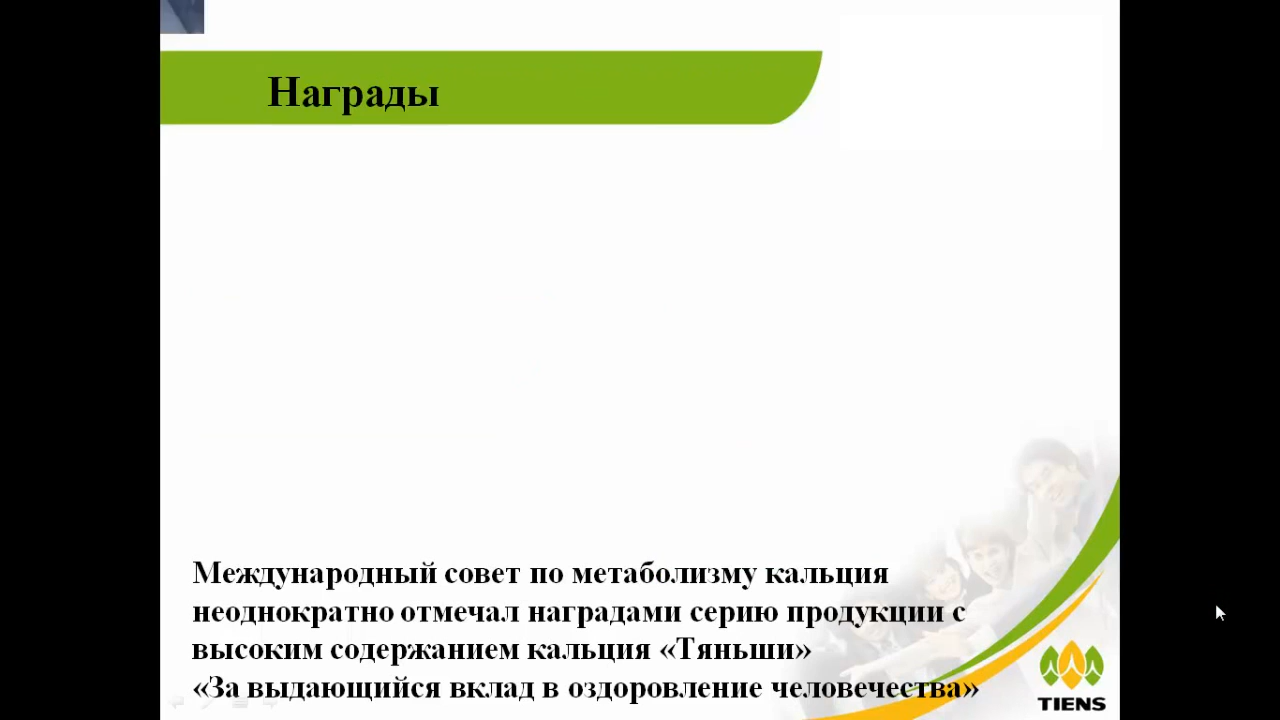 Награды
Международный совет по метаболизму кальция
неоднократно отмечал наградами серию продукции с
высоким содержанием кальция «Тяньши»
«За выдающийся вклад в оздоровление человечества»
TIENS